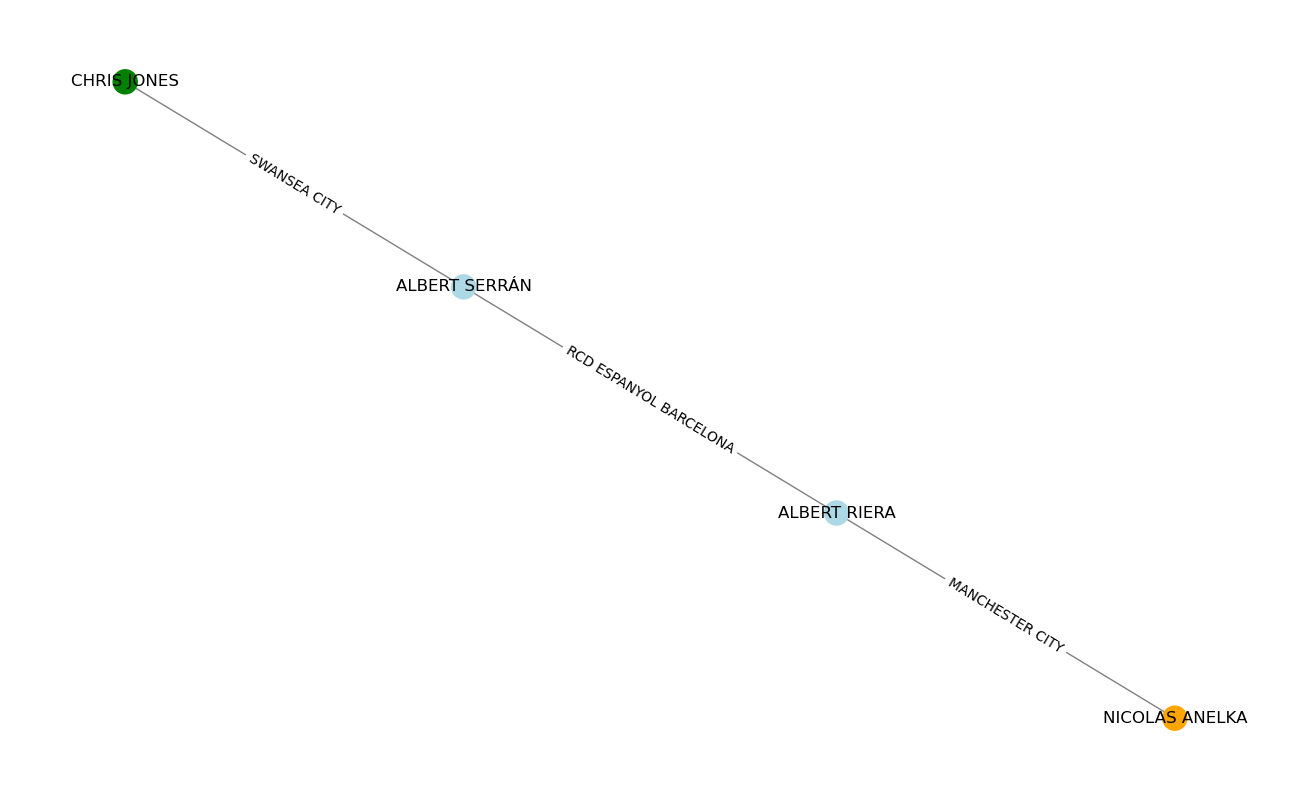 CHRIS JONES
SWANSEA CITY
ALBERT SERRÁN
RCD ESPANYOL BARCELONA
ALBERT RIERA
MANCHESTER CITY
NICOLAS ANELKA